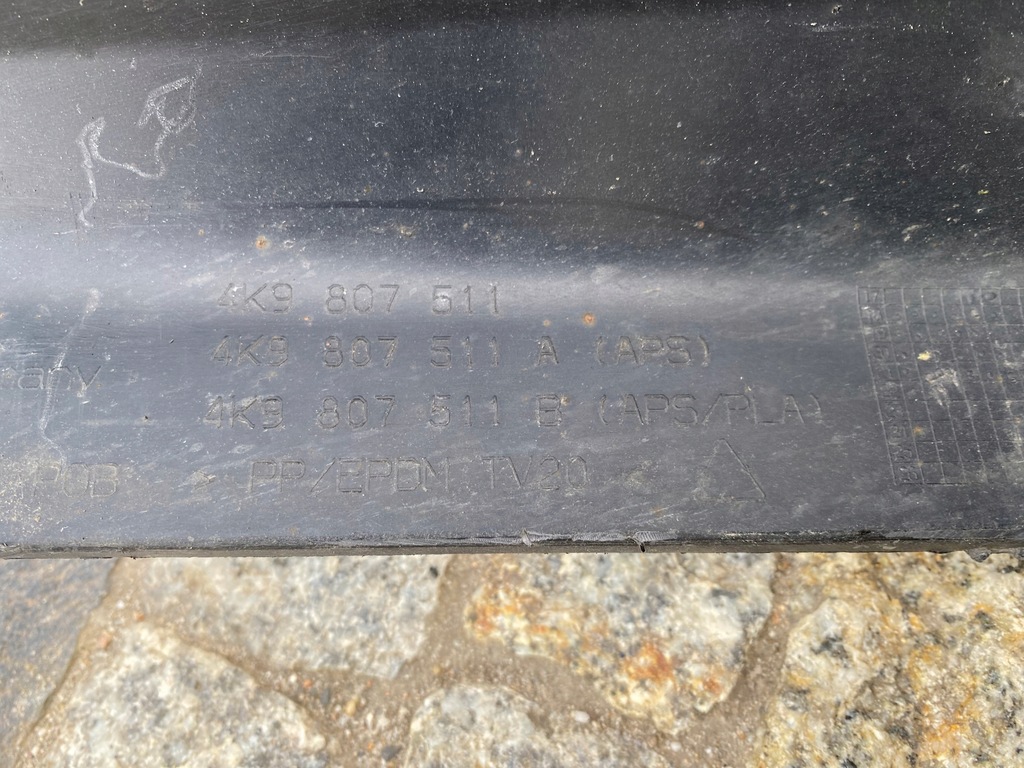 4K9 807 511
4K9 807 511 A (APS)
4K9 807 511 B (APS/PLA)
PP/EPDM TV20